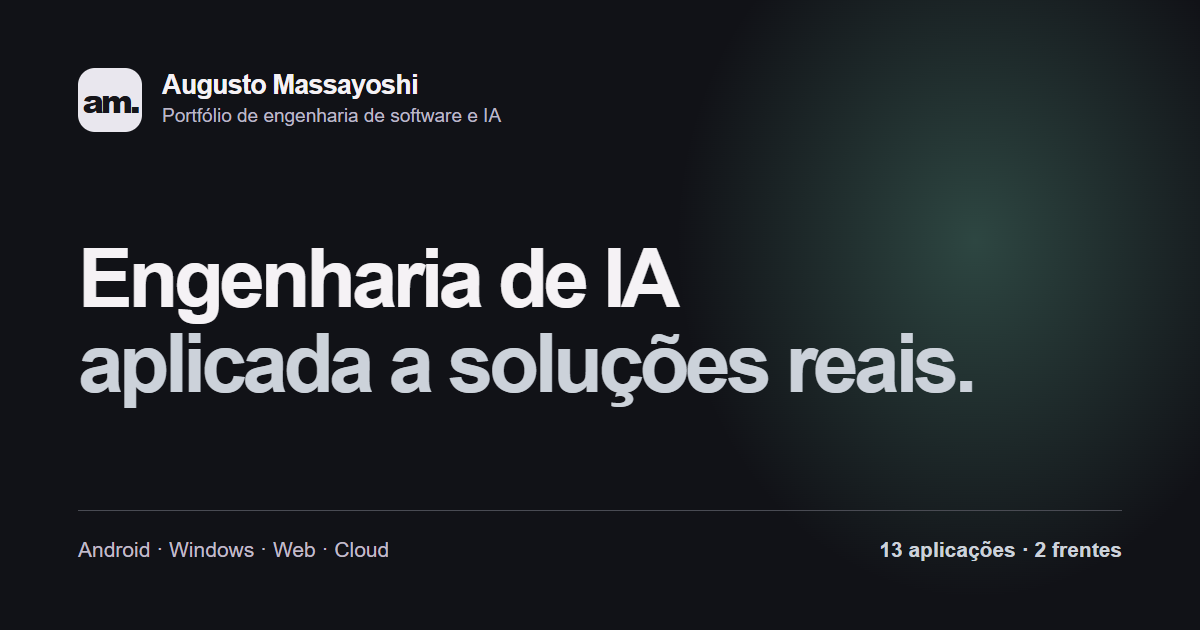 am.
Augusto Massayoshi
Portfólio de engenharia de software e IA
Engenharia de IA
aplicada a soluções reais.
Android · Windows · Web · Cloud
13 aplicações · 2 frentes